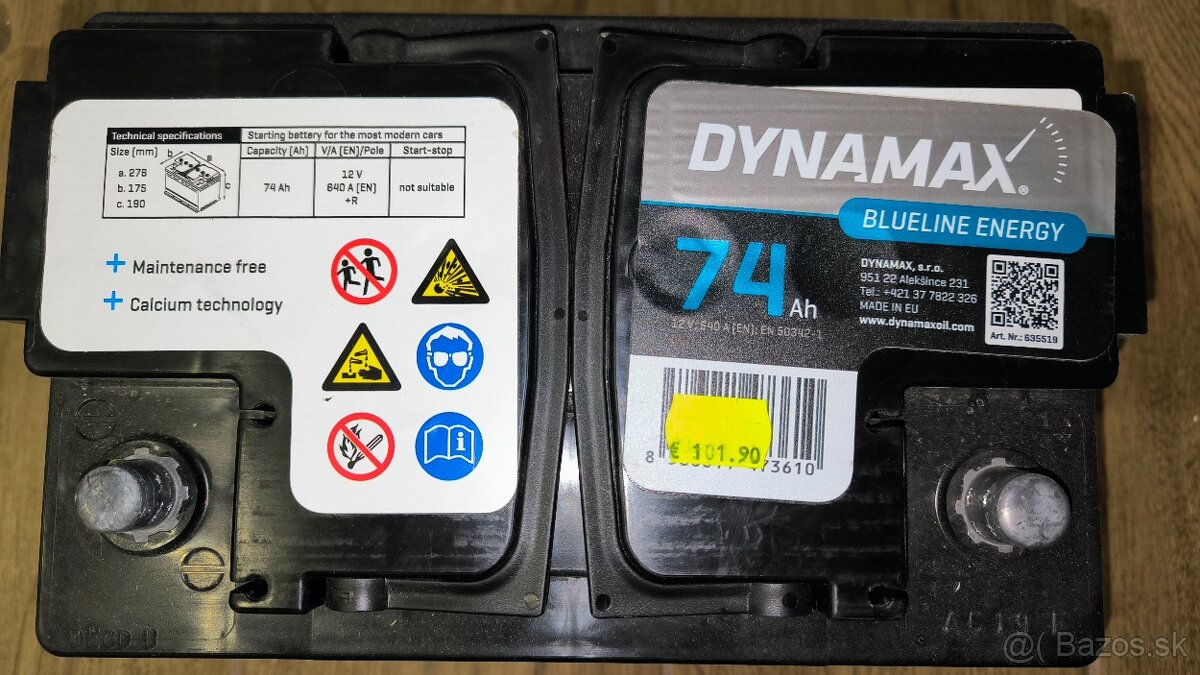 Technical specifications
Starting battery for the most modern cars
Size (mm)
a. 276
b. 175
c. 190
b
a
c
Capacity (Ah)
V/A (EN)/Pole
Start-stop
74 Ah
12 V
640 A (EN)
+R
not suitable
+ Maintenance free
+ Calcium technology
i
DYNAMAX®
BLUELINE ENERGY
74 Ah
12 V; 640 A (EN); EN 50342-1
DYNAMAX, s.r.o.
951 22 Alekšince 231
Tel.: +421 37 7822 326
MADE IN EU
www.dynamaxoil.com
Art. Nr.: 635519
€ 101.90
8
73610
@( Bazos.sk